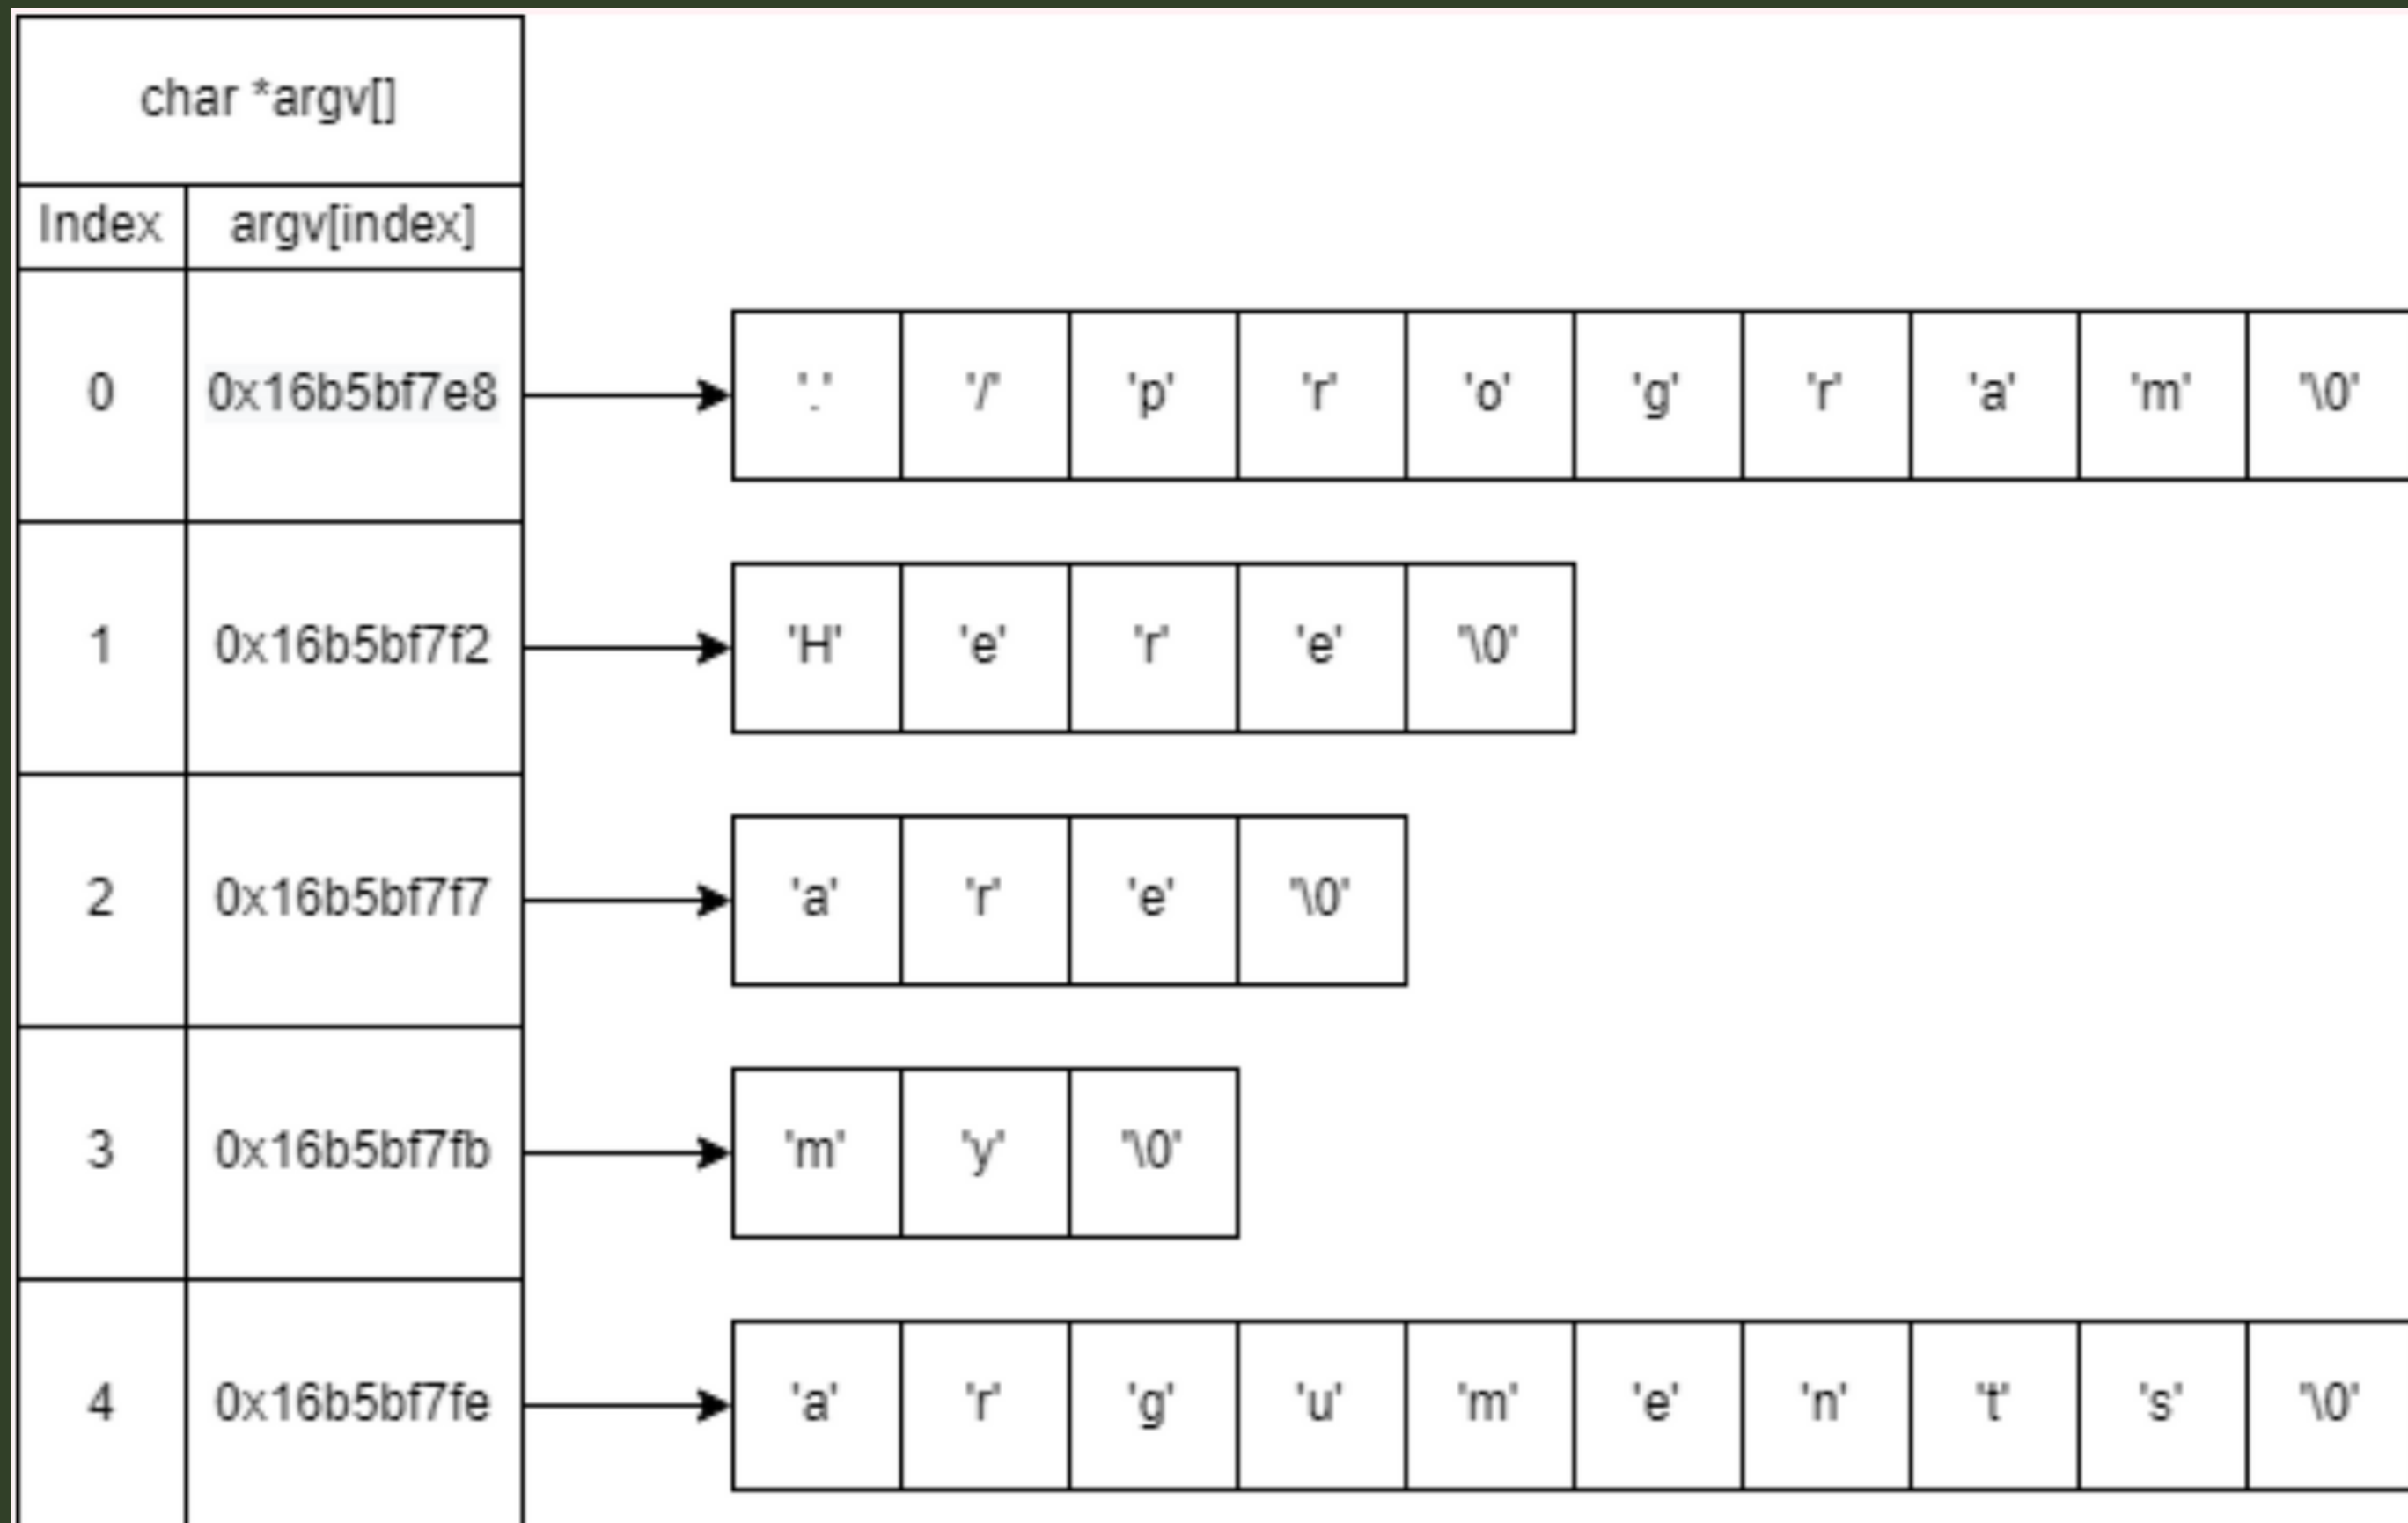 char *argv[]
Index argv[index]
0 0x16b5bf7e8 '.' '/' 'p' 'r' 'o' 'g' 'r' 'a' 'm' '\0'
1 0x16b5bf7f2 'H' 'e' 'r' 'e' '\0'
2 0x16b5bf7f7 'a' 'r' 'e' '\0'
3 0x16b5bf7fb 'm' 'y' '\0'
4 0x16b5bf7fe 'a' 'r' 'g' 'u' 'm' 'e' 'n' 't' 's' '\0'